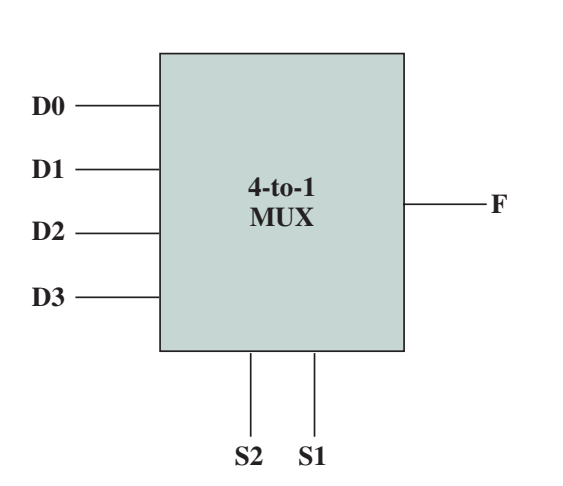 D0
D1
D2
D3
4-to-1
MUX
F
S2 S1